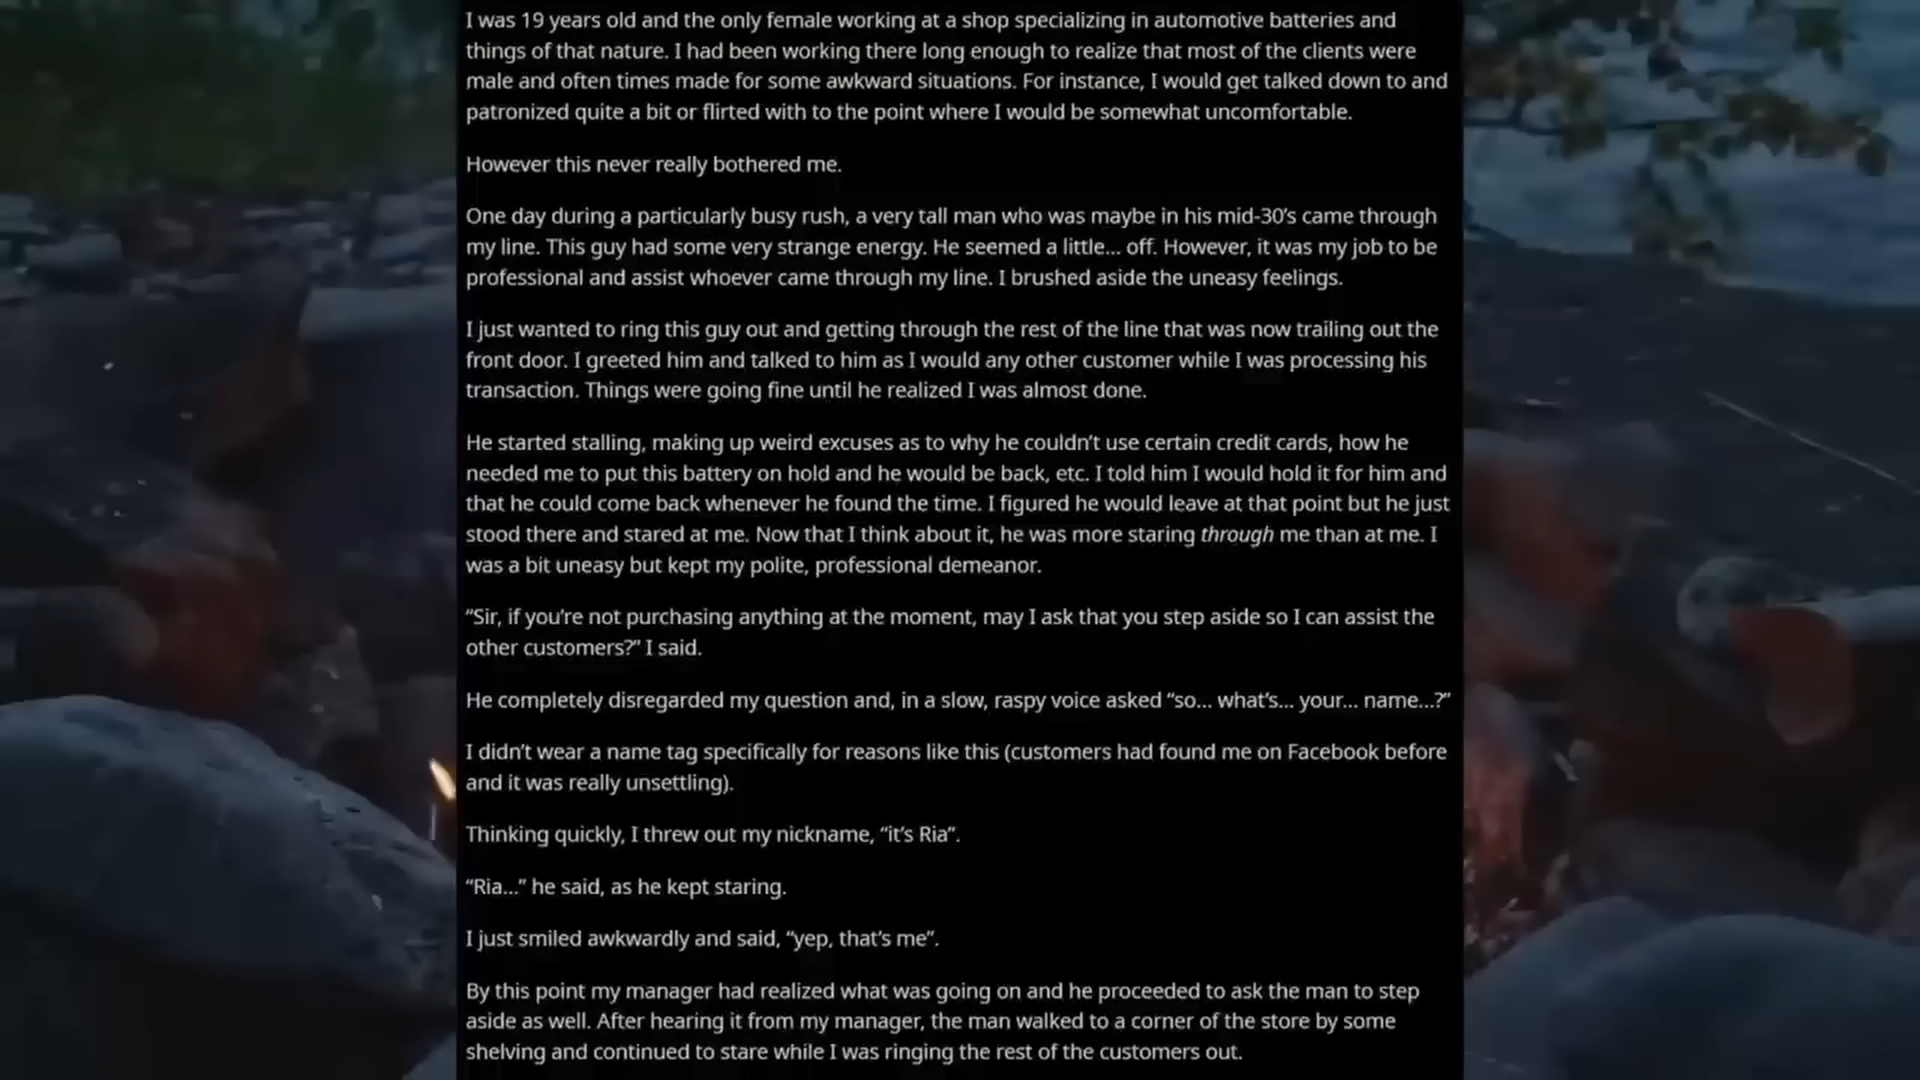 I was 19 years old and the only female working at a shop specializing in automotive batteries and
things of that nature. I had been working there long enough to realize that most of the clients were
male and often times made for some awkward situations. For instance, I would get talked down to and
patronized quite a bit or flirted with to the point where I would be somewhat uncomfortable.
However this never really bothered me.
One day during a particularly busy rush, a very tall man who was maybe in his mid-30’s came through
my line. This guy had some very strange energy. He seemed a little... off. However, it was my job to be
professional and assist whoever came through my line. I brushed aside the uneasy feelings.
I just wanted to ring this guy out and getting through the rest of the line that was now trailing out the
front door. I greeted him and talked to him as I would any other customer while I was processing his
transaction. Things were going fine until he realized I was almost done.
He started stalling, making up weird excuses as to why he couldn’t use certain credit cards, how he
needed me to put this battery on hold and he would be back, etc. I told him I would hold it for him and
that he could come back whenever he found the time. I figured he would leave at that point but he just
stood there and stared at me. Now that I think about it, he was more staring through me than at me. I
was a bit uneasy but kept my polite, professional demeanor.
“Sir, if you’re not purchasing anything at the moment, may I ask that you step aside so I can assist the
other customers?” I said.
He completely disregarded my question and, in a slow, raspy voice asked “so... what’s... your... name...?”
I didn’t wear a name tag specifically for reasons like this (customers had found me on Facebook before
and it was really unsettling).
Thinking quickly, I threw out my nickname, “it’s Ria”.
“Ria...” he said, as he kept staring.
I just smiled awkwardly and said, “yep, that’s me”.
By this point my manager had realized what was going on and he proceeded to ask the man to step
aside as well. After hearing it from my manager, the man walked to a corner of the store by some
shelving and continued to stare while I was ringing the rest of the customers out.